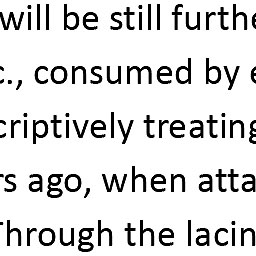 will be still furthe
c., consumed by e
criptively treating
rs ago, when atta
Through the lacin